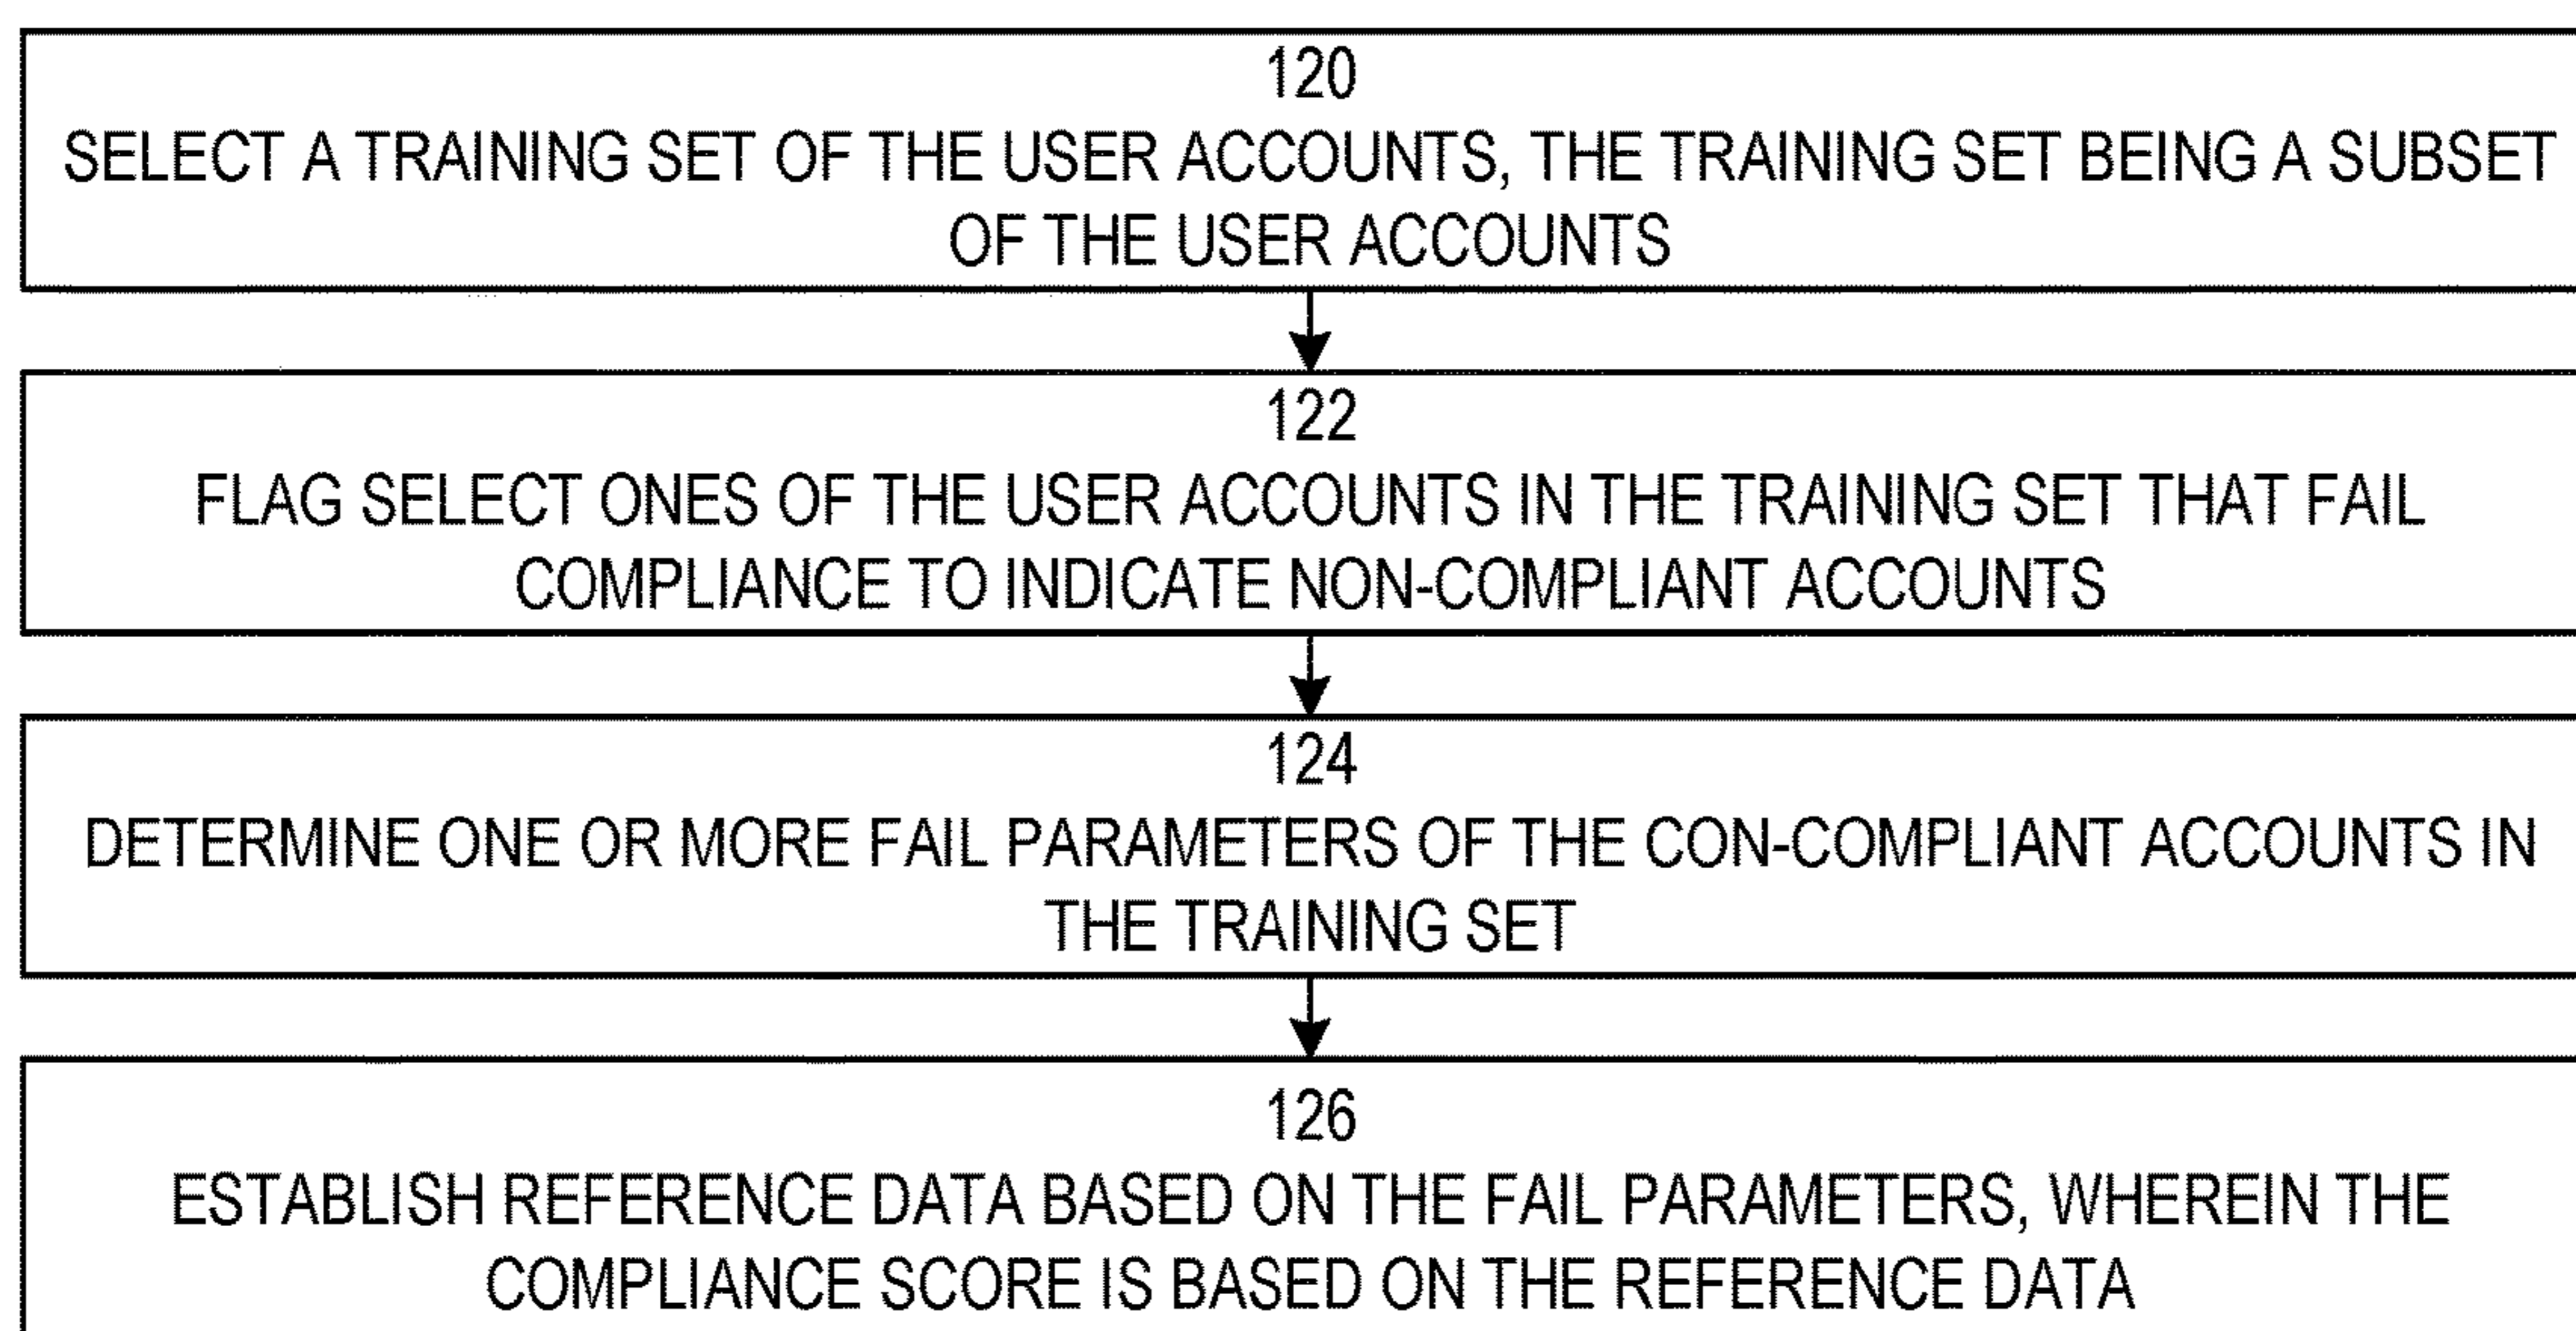 120
SELECT A TRAINING SET OF THE USER ACCOUNTS, THE TRAINING SET BEING A SUBSET
OF THE USER ACCOUNTS
122
FLAG SELECT ONES OF THE USER ACCOUNTS IN THE TRAINING SET THAT FAIL
COMPLIANCE TO INDICATE NON-COMPLIANT ACCOUNTS
124
DETERMINE ONE OR MORE FAIL PARAMETERS OF THE CON-COMPLIANT ACCOUNTS IN
THE TRAINING SET
126
ESTABLISH REFERENCE DATA BASED ON THE FAIL PARAMETERS, WHEREIN THE
COMPLIANCE SCORE IS BASED ON THE REFERENCE DATA